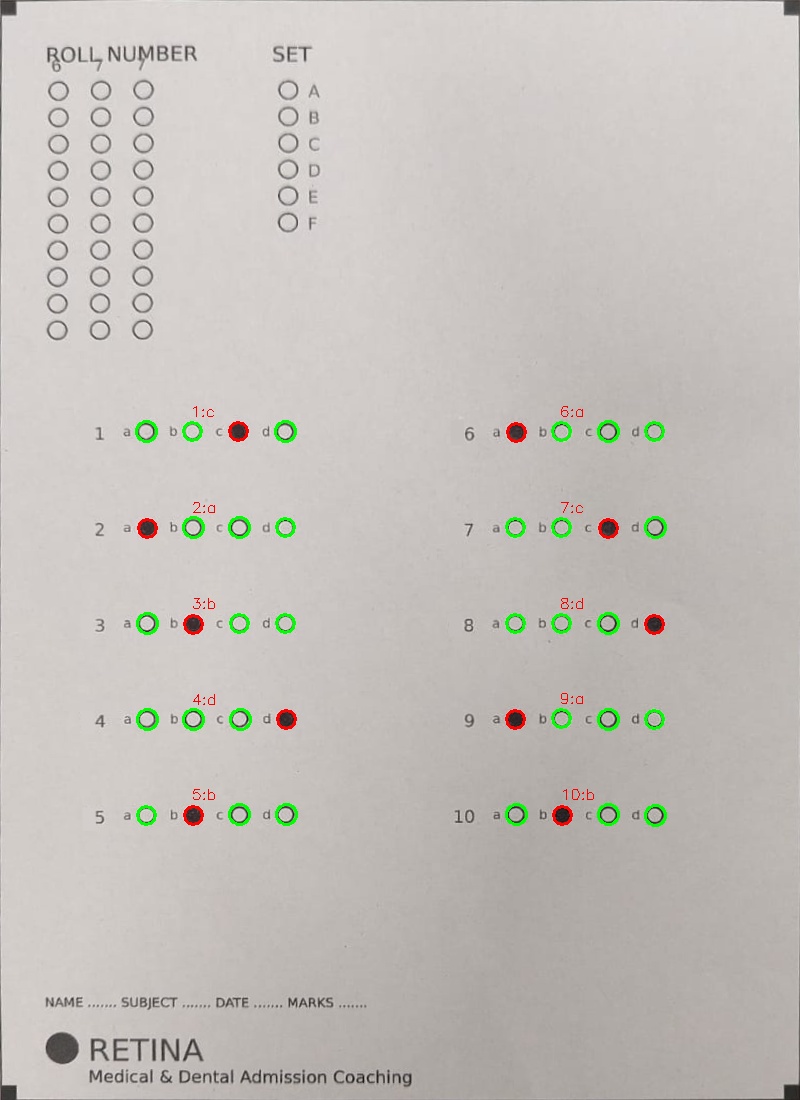 ROLL NUMBER SET
6 7 7
A
B
C
D
E
F
1:c
1 a b c d
6:a
6 a b c d
2:a
2 a b c d
7:c
7 a b c d
3:b
3 a b c d
8:d
8 a b c d
4:d
4 a b c d
9:a
9 a b c d
5:b
5 a b c d
10:b
10 a b c d
NAME ....... SUBJECT ....... DATE ....... MARKS .......
RETINA
Medical & Dental Admission Coaching